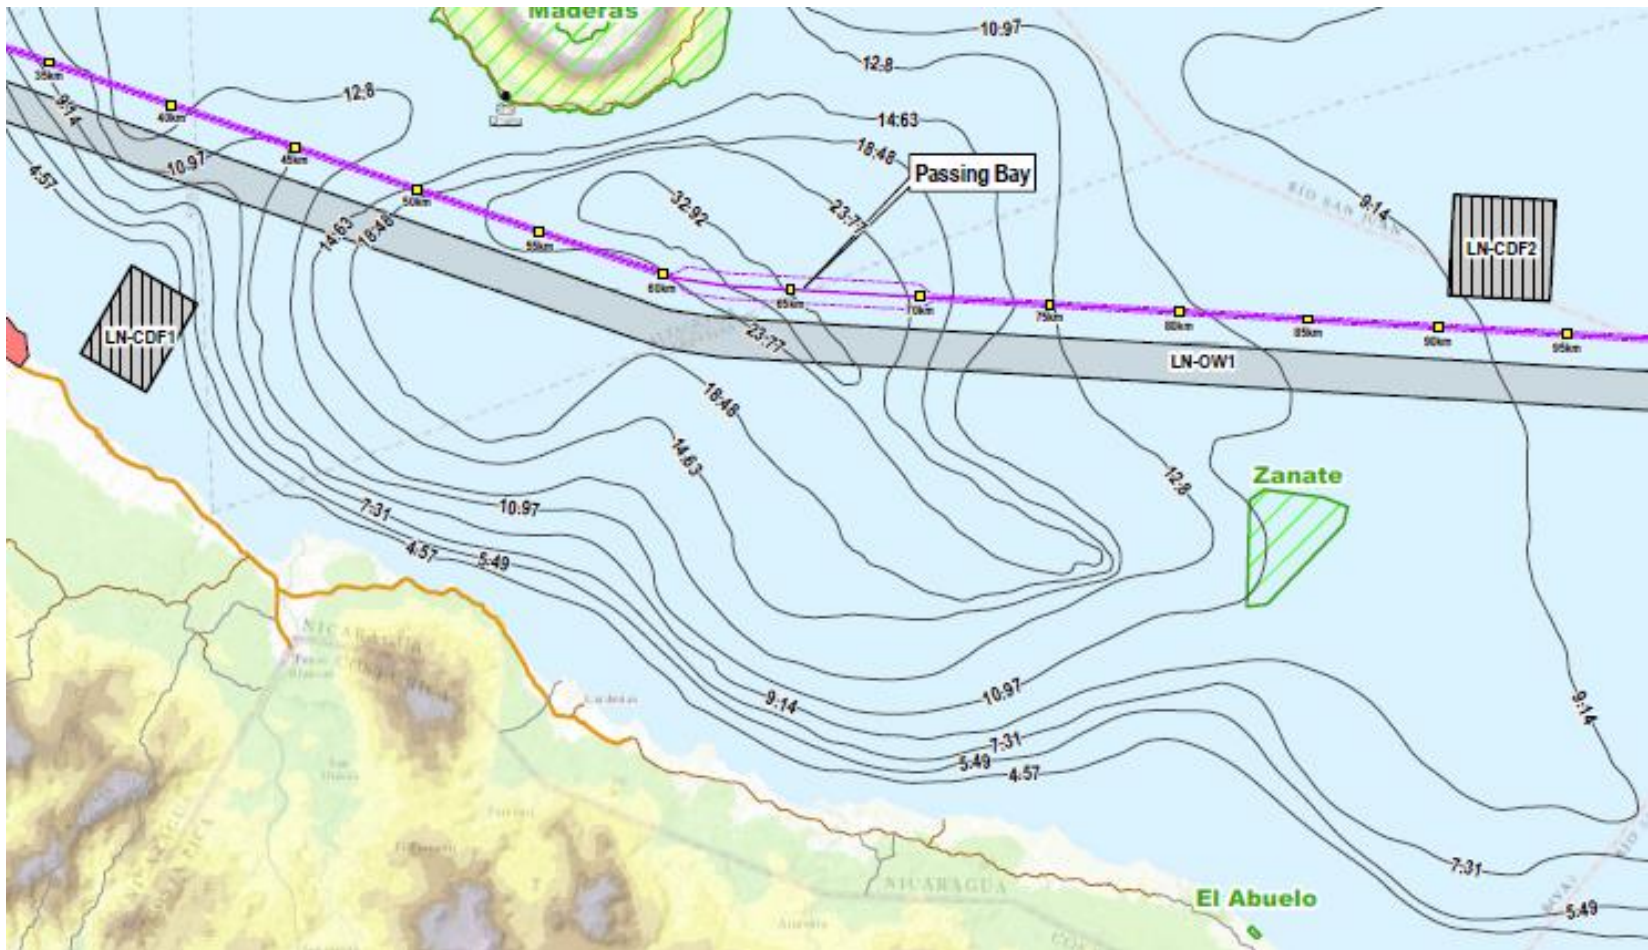 Maderas
10.97
12.8
35km
9.14
40km
12.8
14.63
45km
10.97
18.48
4.57
50km
Passing Bay
32.92
23.77
RIO SAN JUAN
9.14
14.63
18.48
55km
LN-CDF2
60km
65km
70km
75km
80km
85km
90km
95km
LN-CDF1
23.77
LN-OW1
18.48
14.63
12.8
Zanate
7.31
10.97
4.57
5.49
NICARAGUA
9.14
10.97
9.14
7.31
5.49
4.57
7.31
NICARAGUA
El Abuelo
5.49